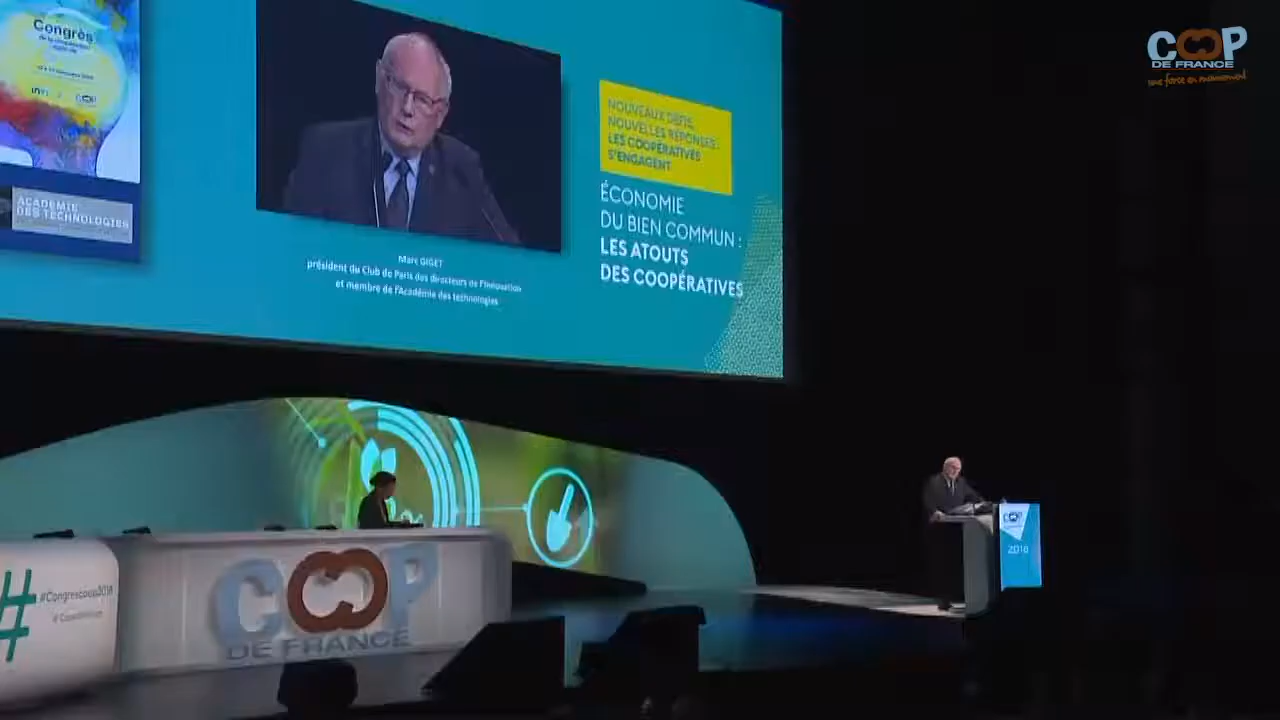 Congrès
ACADEMIE
DES TECHNOLOGIES
Marc GIGET
président du Club de Paris des directeurs de l'innovation
et membre de l'Académie des technologies
NOUVEAUX DÉFIS,
NOUVELLES RÉPONSES :
LES COOPÉRATIVES
S'ENGAGENT
ÉCONOMIE
DU BIEN COMMUN :
LES ATOUTS
DES COOPÉRATIVES
COOP
DE FRANCE
une force en mouvement
#
#Congrescoop2018
COOP
DE FRANCE
2018